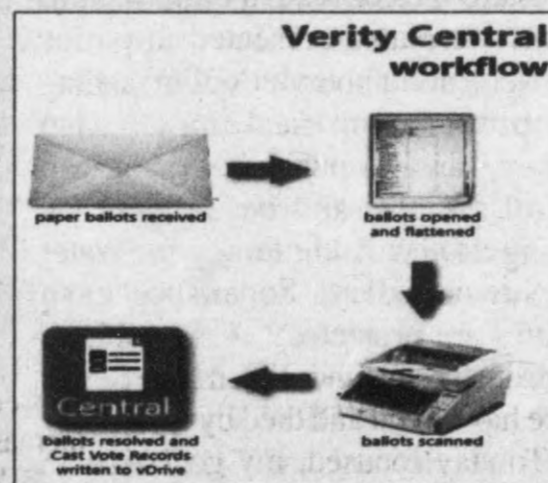 Verity Central
workflow
paper ballots received
ballots opened
and flattened
Central
ballots resolved and
Cast Vote Records
written to vDrive
ballots scanned